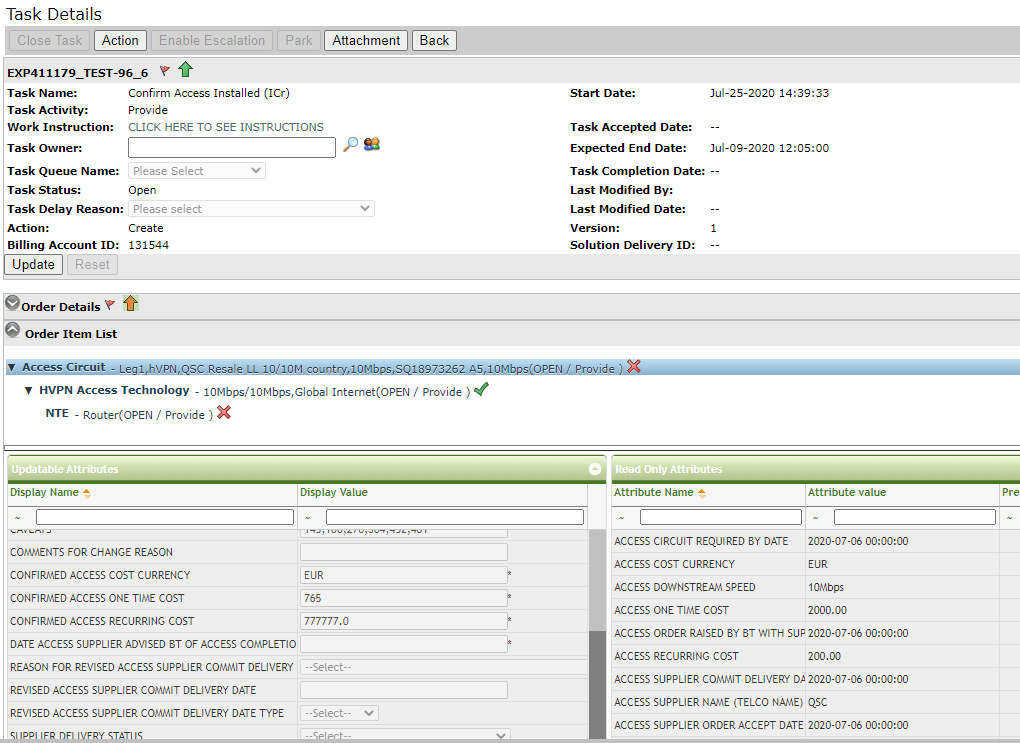 Task Details
Close Task Action Enable Escalation Park Attachment Back
EXP411179_TEST-96_6
Task Name: Confirm Access Installed (ICr) Start Date: Jul-25-2020 14:39:33
Task Activity: Provide
Work Instruction: CLICK HERE TO SEE INSTRUCTIONS Task Accepted Date: --
Task Owner: Expected End Date: Jul-09-2020 12:05:00
Task Queue Name: Please Select Task Completion Date: --
Task Status: Open Last Modified By:
Task Delay Reason: Please select Last Modified Date: --
Action: Create Version: 1
Billing Account ID: 131544 Solution Delivery ID: --
Update Reset
Order Details
Order Item List
Access Circuit - Leg1,hVPN,QSC Resale LL 10/10M country,10Mbps,SQ18973262 A5,10Mbps(OPEN / Provide )
HVPN Access Technology - 10Mbps/10Mbps,Global Internet(OPEN / Provide )
NTE - Router(OPEN / Provide )
Updatable Attributes Read Only Attributes
Display Name Display Value Attribute Name Attribute value Pre
~ ~ ~ ~ ~
CAVEATS
COMMENTS FOR CHANGE REASON ACCESS CIRCUIT REQUIRED BY DATE 2020-07-06 00:00:00
CONFIRMED ACCESS COST CURRENCY EUR * ACCESS COST CURRENCY EUR
CONFIRMED ACCESS ONE TIME COST 765 * ACCESS DOWNSTREAM SPEED 10Mbps
CONFIRMED ACCESS RECURRING COST 777777.0 * ACCESS ONE TIME COST 2000.00
DATE ACCESS SUPPLIER ADVISED BT OF ACCESS COMPLETIO * ACCESS ORDER RAISED BY BT WITH SUP 2020-07-06 00:00:00
REASON FOR REVISED ACCESS SUPPLIER COMMIT DELIVERY --Select-- ACCESS RECURRING COST 200.00
REVISED ACCESS SUPPLIER COMMIT DELIVERY DATE ACCESS SUPPLIER COMMIT DELIVERY DA 2020-07-06 00:00:00
REVISED ACCESS SUPPLIER COMMIT DELIVERY DATE TYPE --Select-- ACCESS SUPPLIER NAME (TELCO NAME) QSC
SUPPLIER DELIVERY STATUS --Select-- ACCESS SUPPLIER ORDER ACCEPT DATE 2020-07-06 00:00:00